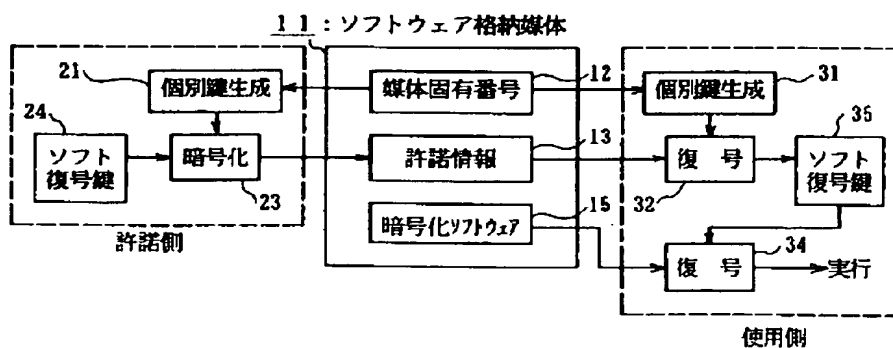 11：ソフトウェア格納媒体
21
個別鍵生成
24
ソフト
復号鍵
暗号化
23
許諾側
媒体固有番号
12
許諾情報
13
暗号化ソフトウェア
15
個別鍵生成
31
復号
32
35
ソフト
復号鍵
復号
34
実行
使用側